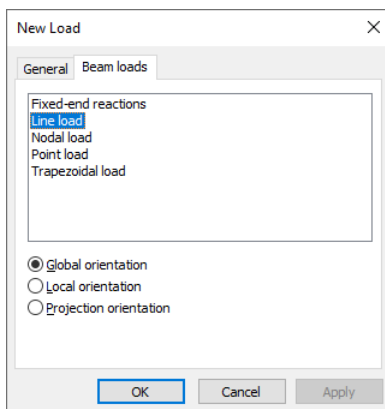 New Load
General Beam loads
Fixed-end reactions
Line load
Nodal load
Point load
Trapezoidal load
Global orientation
Local orientation
Projection orientation
OK Cancel Apply